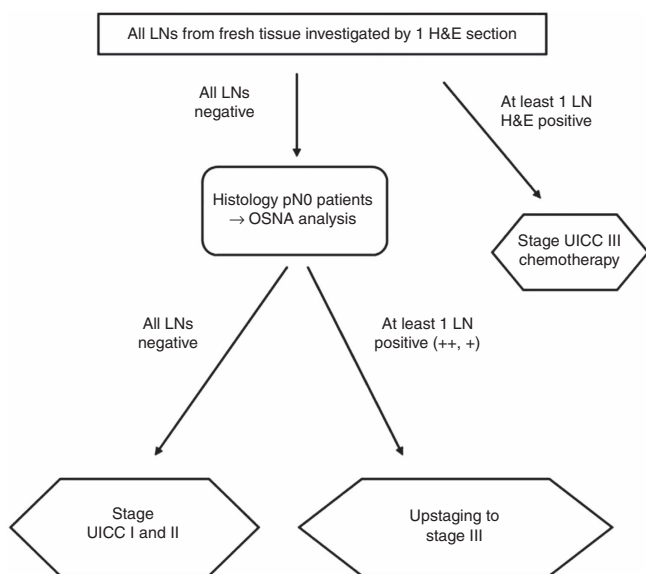 All LNs from fresh tissue investigated by 1 H&E section
All LNs
negative
At least 1 LN
H&E positive
Histology pN0 patients
→ OSNA analysis
Stage UICC III
chemotherapy
All LNs
negative
At least 1 LN
positive (++, +)
Stage
UICC I and II
Upstaging to
stage III